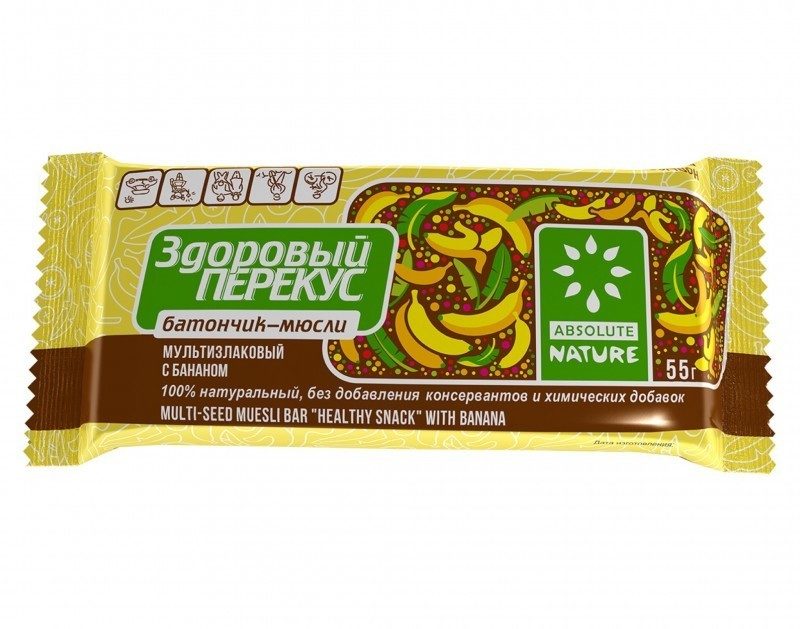 Здоровый
ПЕРЕКУС
батончик-мюсли
МУЛЬТИЗЛАКОВЫЙ
С БАНАНОМ
100% натуральный, без добавления консервантов и химических добавок
MULTI-SEED MUESLI BAR "HEALTHY SNACK" WITH BANANA
ABSOLUTE
NATURE
55г
Дата изготовления: